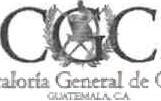 CGC
raloría General de C
GUATEMALA, C.A.